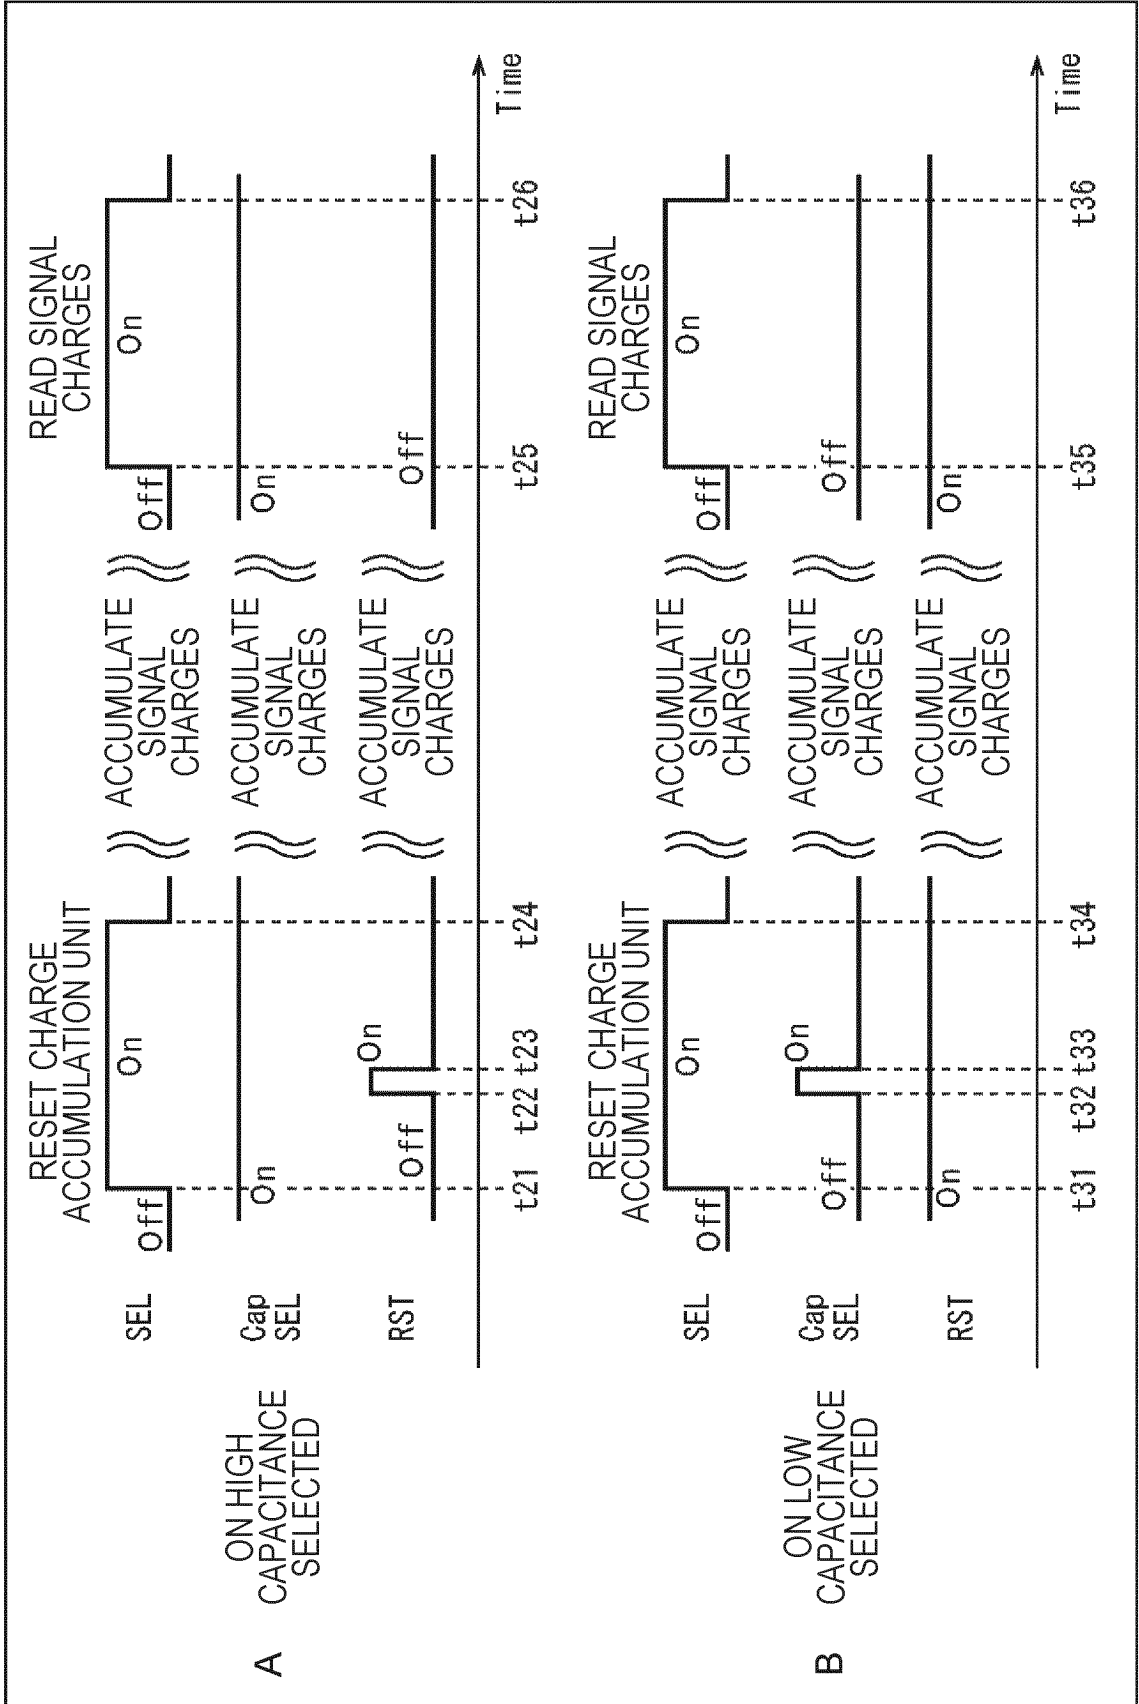 A
ON HIGH
CAPACITANCE
SELECTED
RESET CHARGE
ACCUMULATION UNIT
READ SIGNAL
CHARGES
SEL
Off
On
ACCUMULATE
SIGNAL
CHARGES
Off
On
Cap
SEL
On
ACCUMULATE
SIGNAL
CHARGES
On
RST
Off
On
ACCUMULATE
SIGNAL
CHARGES
Off
t21
t22
t23
t24
t25
t26
Time
B
ON LOW
CAPACITANCE
SELECTED
RESET CHARGE
ACCUMULATION UNIT
READ SIGNAL
CHARGES
SEL
Off
On
ACCUMULATE
SIGNAL
CHARGES
Off
On
Cap
SEL
Off
On
ACCUMULATE
SIGNAL
CHARGES
Off
RST
On
ACCUMULATE
SIGNAL
CHARGES
On
t31
t32
t33
t34
t35
t36
Time